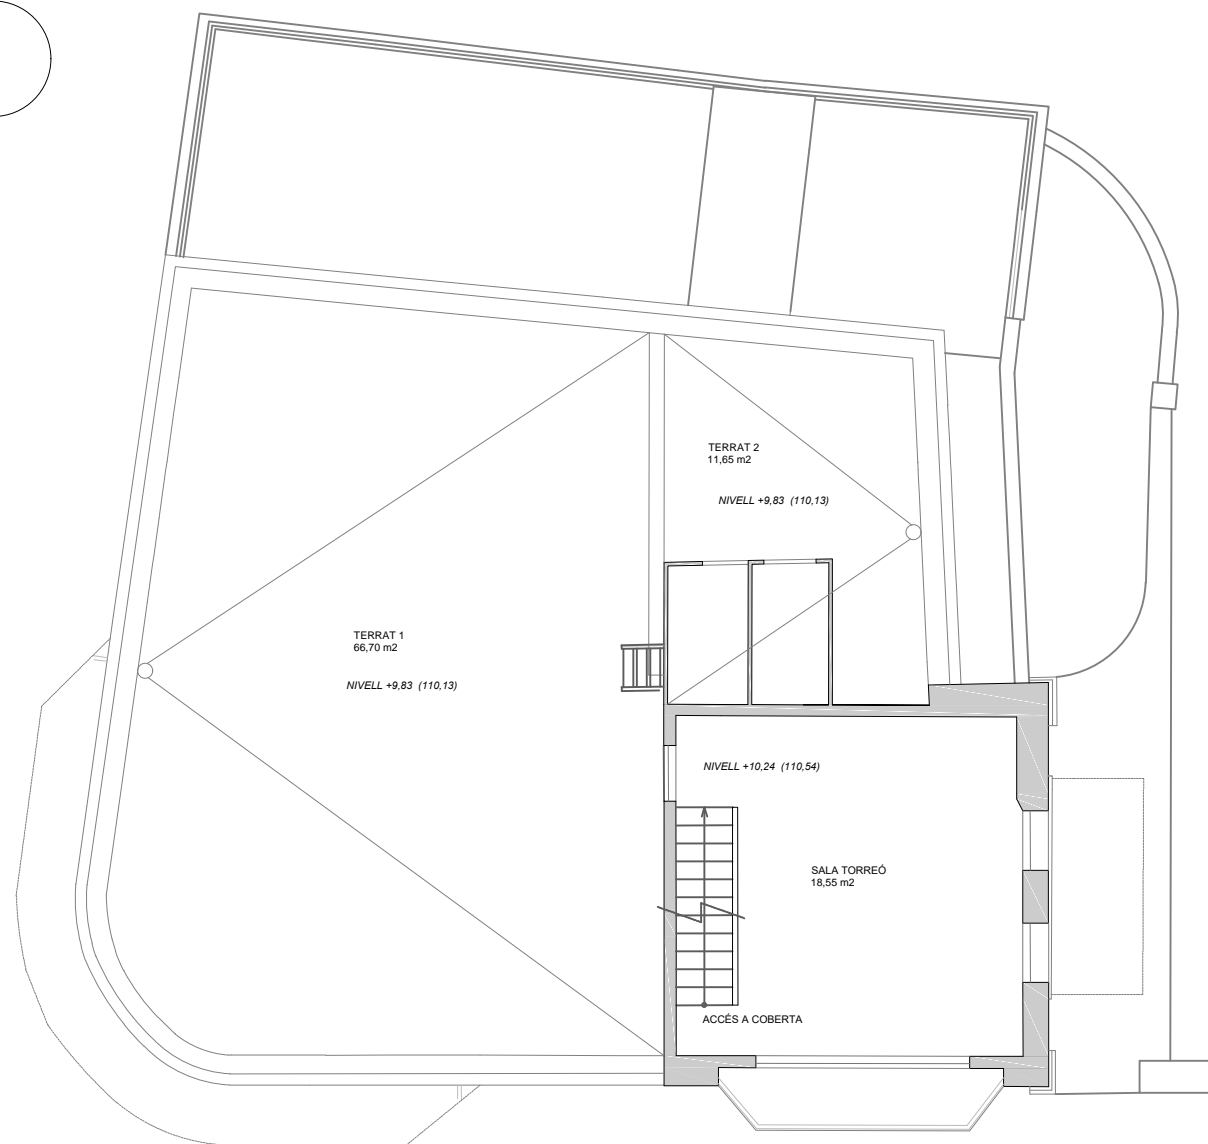 TERRAT 2
11,65 m2
NIVELL +9,83 (110,13)
TERRAT 1
66,70 m2
NIVELL +9,83 (110,13)
NIVELL +10,24 (110,54)
SALA TORREÓ
18,55 m2
ACCÉS A COBERTA